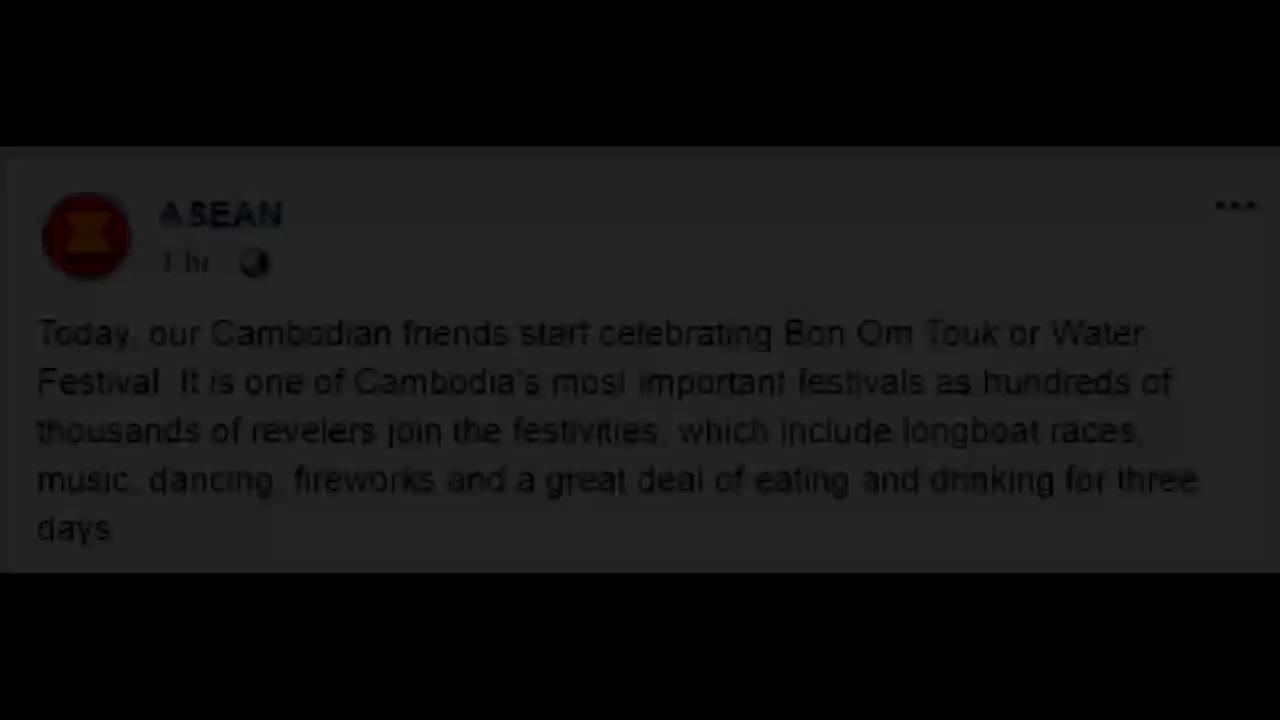 ASEAN
1 hr
Today, our Cambodian friends start celebrating Bon Om Touk or Water
Festival. It is one of Cambodia's most important festivals as hundreds of
thousands of revelers join the festivities, which include longboat races,
music, dancing, fireworks and a great deal of eating and drinking for three
days